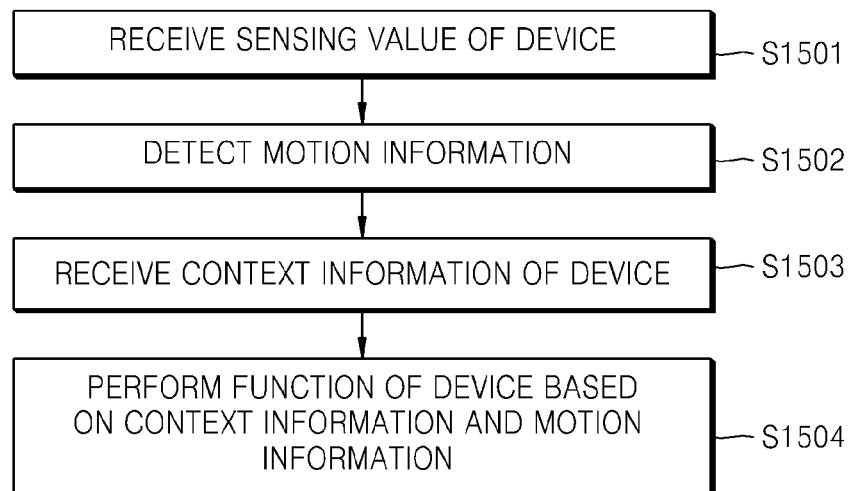 RECEIVE SENSING VALUE OF DEVICE
S1501
DETECT MOTION INFORMATION
S1502
RECEIVE CONTEXT INFORMATION OF DEVICE
S1503
PERFORM FUNCTION OF DEVICE BASED
ON CONTEXT INFORMATION AND MOTION
INFORMATION
S1504